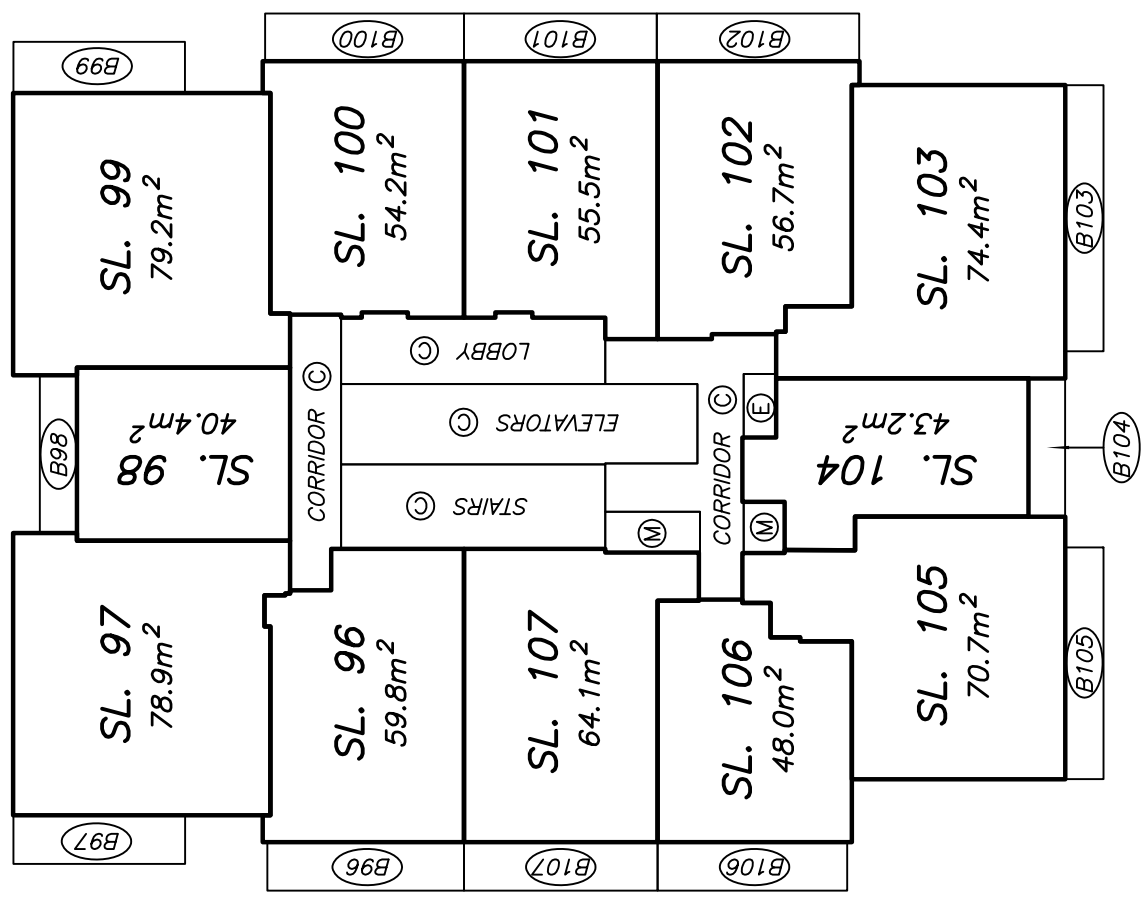 B99
B100
B101
B102
SL. 99
79.2m²
SL. 100
54.2m²
SL. 101
55.5m²
SL. 102
56.7m²
SL. 103
74.4m²
B103
B98
SL. 98
40.4m²
CORRIDOR C
LOBBY C
ELEVATORS C
STAIRS C
CORRIDOR C
E
M
M
SL. 104
43.2m²
B104
SL. 97
78.9m²
SL. 96
59.8m²
SL. 107
64.1m²
SL. 106
48.0m²
SL. 105
70.7m²
B105
B97
B96
B107
B106